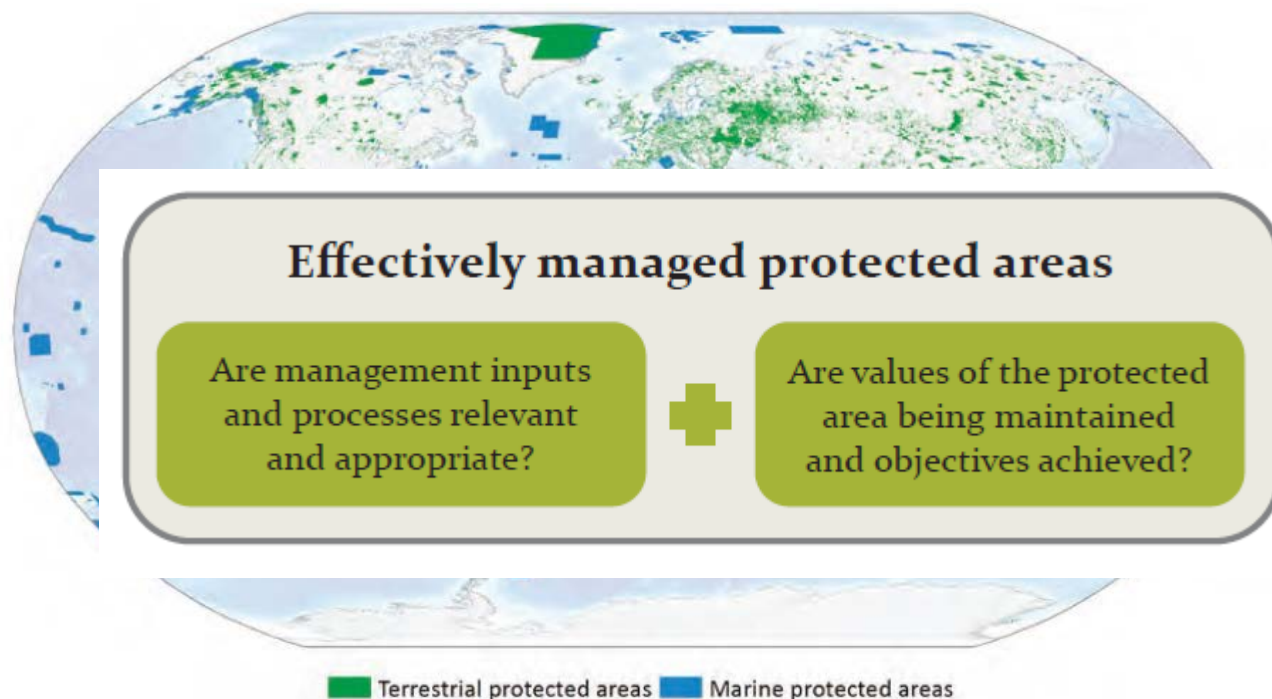 Effectively managed protected areas
Are management inputs
and processes relevant
and appropriate?
Are values of the protected
area being maintained
and objectives achieved?
Terrestrial protected areas
Marine protected areas